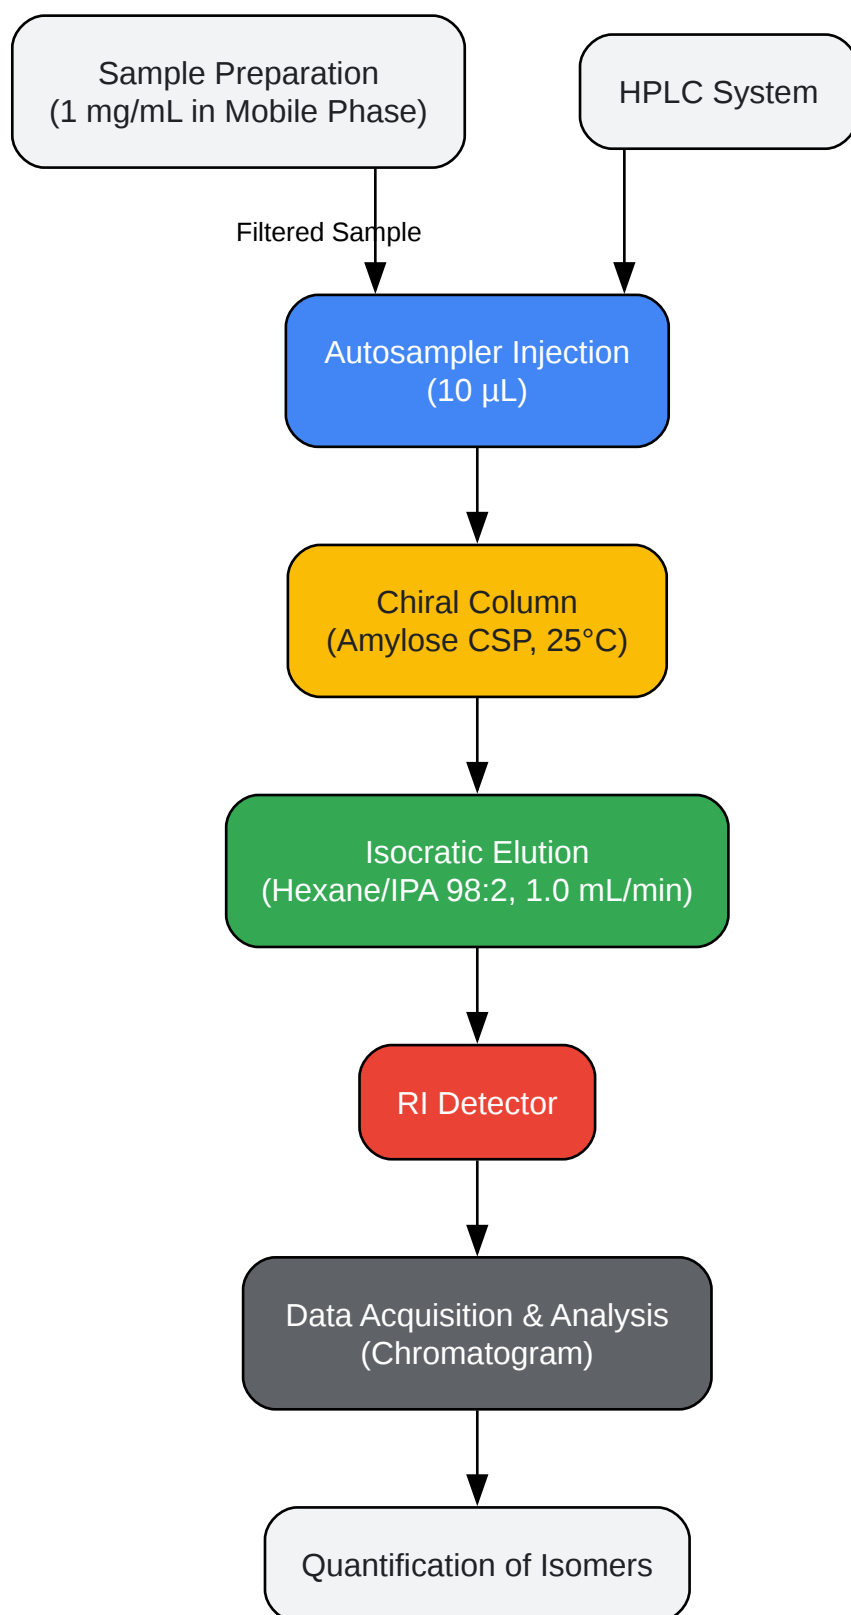 Sample Preparation
(1 mg/mL in Mobile Phase)
HPLC System
Filtered Sample
Autosampler Injection
(10 µL)
Chiral Column
(Amylose CSP, 25°C)
Isocratic Elution
(Hexane/IPA 98:2, 1.0 mL/min)
RI Detector
Data Acquisition & Analysis
(Chromatogram)
Quantification of Isomers